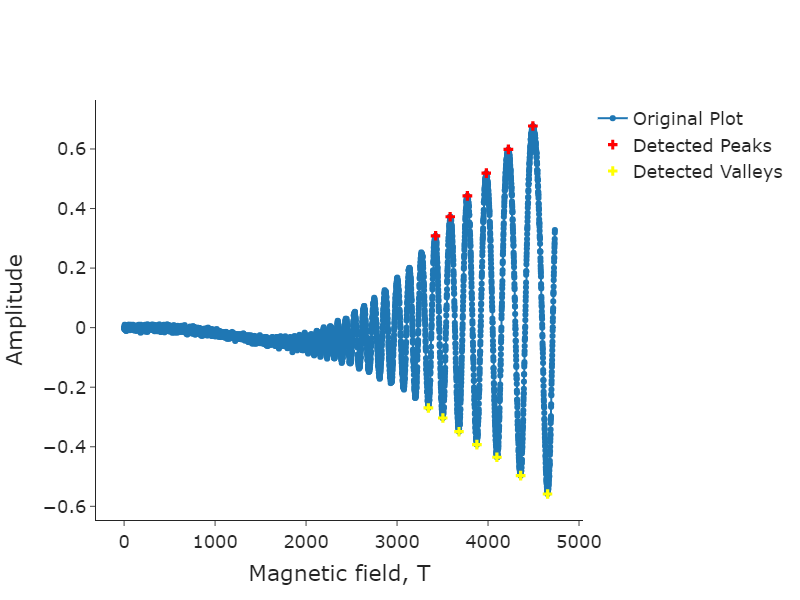 Original Plot
Detected Peaks
Detected Valleys
0.6
0.4
0.2
0
−0.2
−0.4
−0.6
Amplitude
0 1000 2000 3000 4000 5000
Magnetic field, T